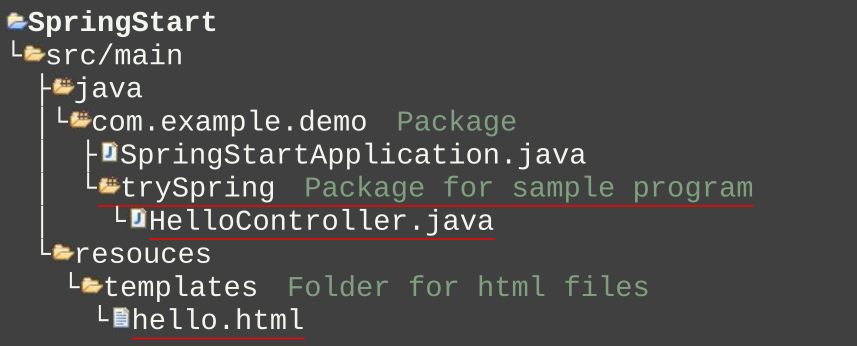 SpringStart
src/main
java
com.example.demo Package
SpringStartApplication.java
trySpring Package for sample program
HelloController.java
resouces
templates Folder for html files
hello.html